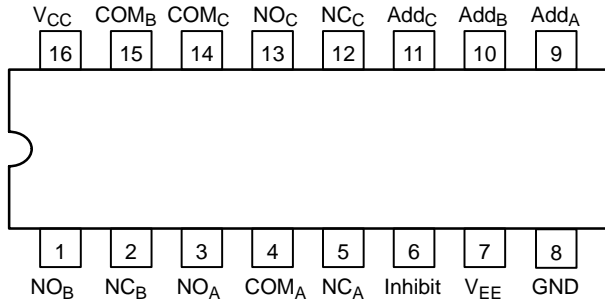 VCC COMB COMC NOC NCC AddC AddB AddA
16 15 14 13 12 11 10 9
1 2 3 4 5 6 7 8
NOB NCB NOA COMA NCA Inhibit VEE GND